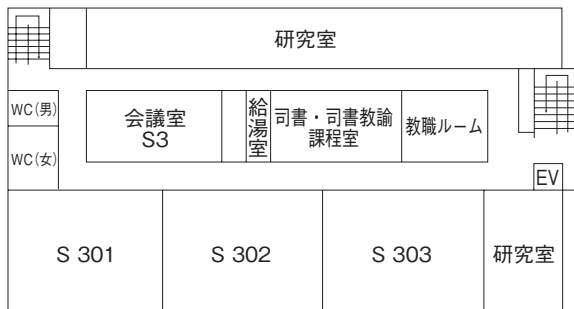 研究室
WC(男)
会議室
S3
給湯室
司書・司書教諭
課程室
教職ルーム
WC(女)
EV
S 301
S 302
S 303
研究室